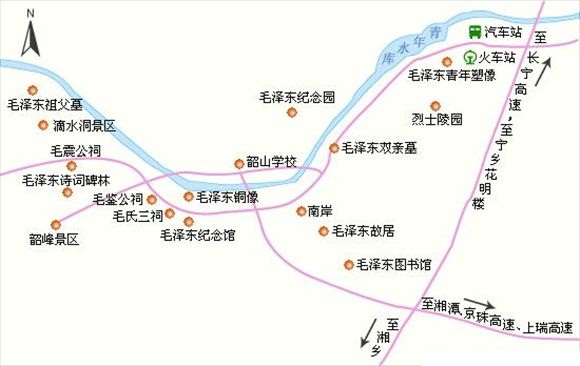 N
青年水库
汽车站
至长宁高速,至宁乡花明楼
火车站
毛泽东青年塑像
毛泽东祖父墓
毛泽东纪念园
烈士陵园
滴水洞景区
毛震公祠
韶山学校
毛泽东双亲墓
毛泽东诗词碑林
毛鉴公祠
毛泽东铜像
毛氏三祠
南岸
韶峰景区
毛泽东纪念馆
毛泽东故居
毛泽东图书馆
至湘潭,京珠高速、上瑞高速
至湘乡